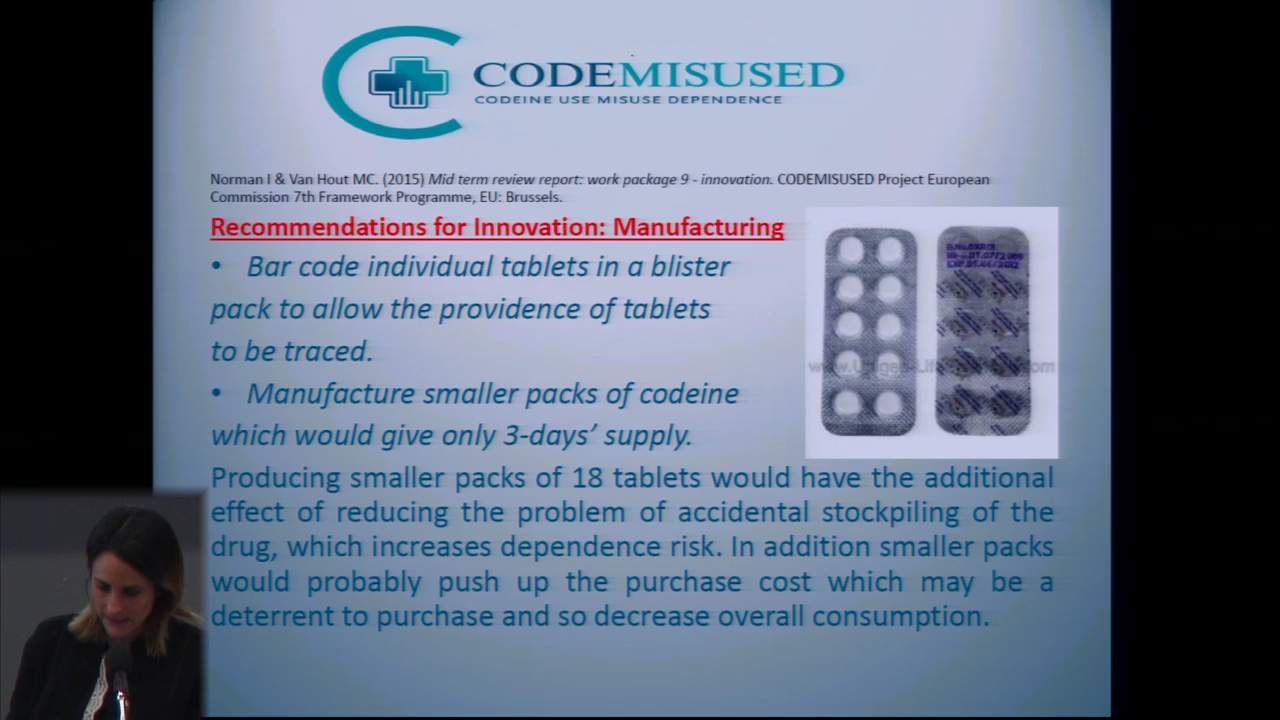 CODEMISUSED
CODEINE USE MISUSE DEPENDENCE
Norman I & Van Hout MC. (2015) Mid term review report: work package 9 - innovation. CODEMISUSED Project European
Commission 7th Framework Programme, EU: Brussels.
Recommendations for Innovation: Manufacturing
• Bar code individual tablets in a blister
pack to allow the providence of tablets
to be traced.
• Manufacture smaller packs of codeine
which would give only 3-days’ supply.
Producing smaller packs of 18 tablets would have the additional
effect of reducing the problem of accidental stockpiling of the
drug, which increases dependence risk. In addition smaller packs
would probably push up the purchase cost which may be a
deterrent to purchase and so decrease overall consumption.